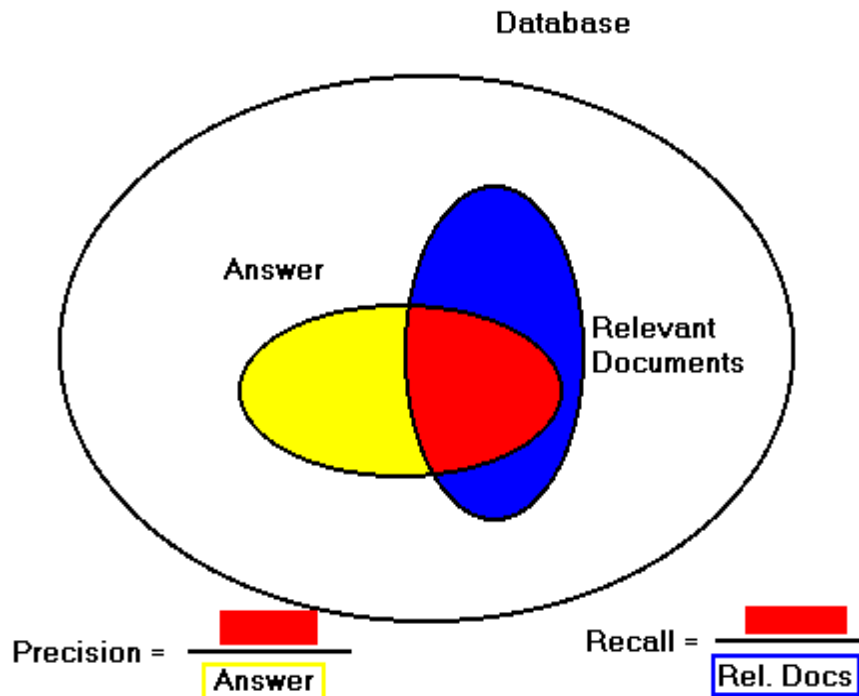 Database
Answer
Relevant
Documents
Precision =
Answer
Recall =
Rel. Docs